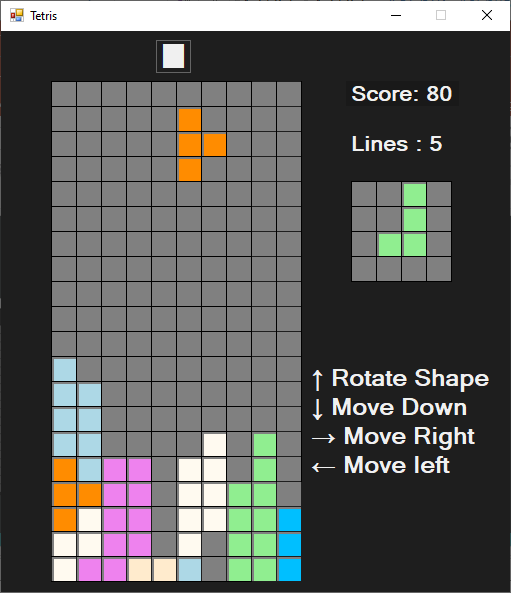 Tetris
Score: 80
Lines : 5
↑ Rotate Shape
↓ Move Down
→ Move Right
← Move left